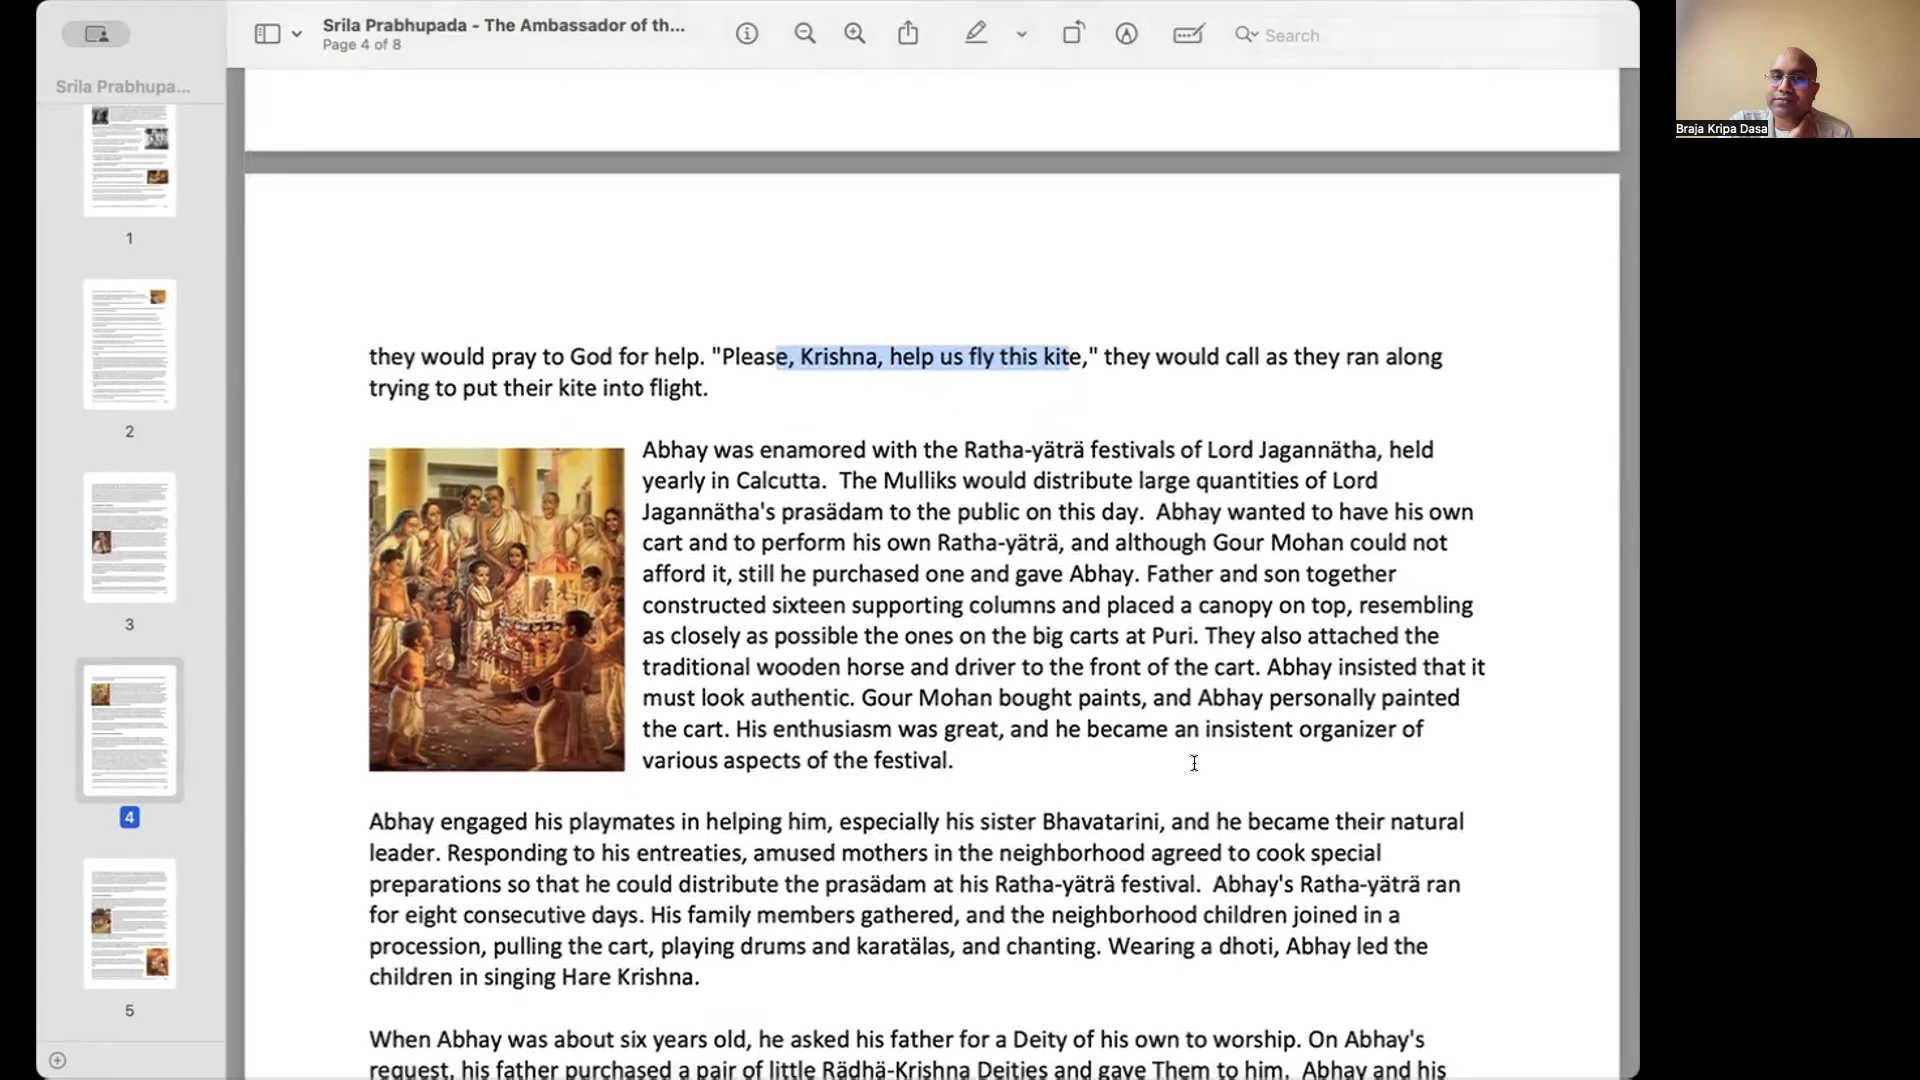 Srila Prabhupada - The Ambassador of th...
Page 4 of 8
Search
Srila Prabhupa...
1
2
3
4
5
Braja Kripa Dasa
they would pray to God for help. "Please, Krishna, help us fly this kite," they would call as they ran along
trying to put their kite into flight.
Abhay was enamored with the Ratha-yäträ festivals of Lord Jagannätha, held
yearly in Calcutta.  The Mulliks would distribute large quantities of Lord
Jagannätha's prasädam to the public on this day.  Abhay wanted to have his own
cart and to perform his own Ratha-yäträ, and although Gour Mohan could not
afford it, still he purchased one and gave Abhay. Father and son together
constructed sixteen supporting columns and placed a canopy on top, resembling
as closely as possible the ones on the big carts at Puri. They also attached the
traditional wooden horse and driver to the front of the cart. Abhay insisted that it
must look authentic. Gour Mohan bought paints, and Abhay personally painted
the cart. His enthusiasm was great, and he became an insistent organizer of
various aspects of the festival.
Abhay engaged his playmates in helping him, especially his sister Bhavatarini, and he became their natural
leader. Responding to his entreaties, amused mothers in the neighborhood agreed to cook special
preparations so that he could distribute the prasädam at his Ratha-yäträ festival.  Abhay's Ratha-yäträ ran
for eight consecutive days. His family members gathered, and the neighborhood children joined in a
procession, pulling the cart, playing drums and karatälas, and chanting. Wearing a dhoti, Abhay led the
children in singing Hare Krishna.
When Abhay was about six years old, he asked his father for a Deity of his own to worship. On Abhay's
request, his father purchased a pair of little Rädhä-Krishna Deities and gave Them to him.  Abhay and his